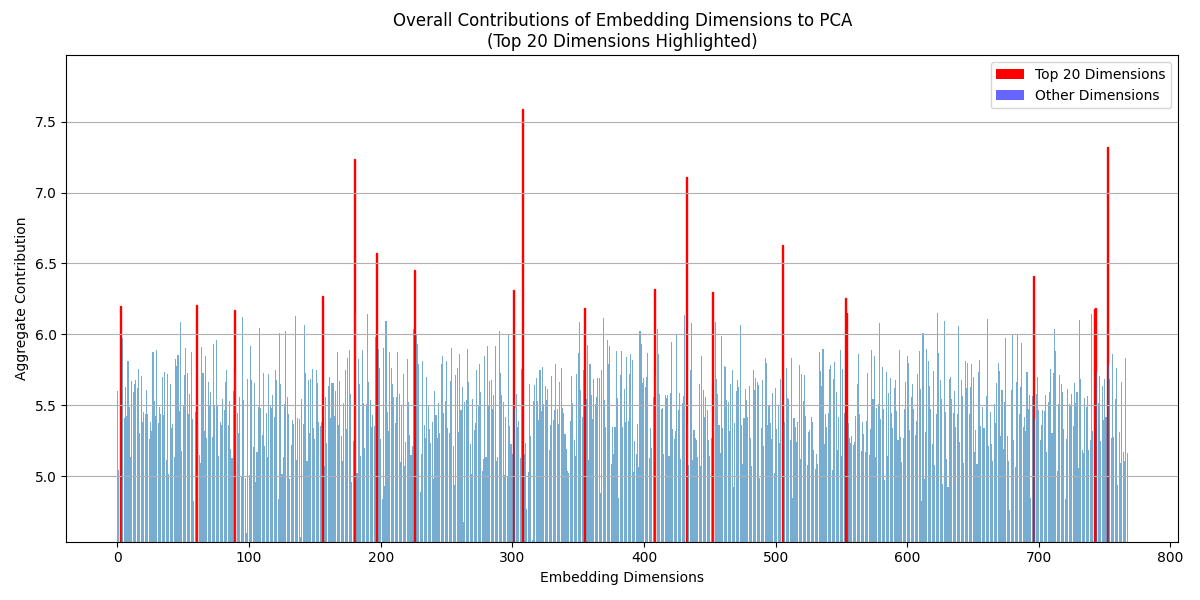 Overall Contributions of Embedding Dimensions to PCA
(Top 20 Dimensions Highlighted)
Top 20 Dimensions
Other Dimensions
7.5
7.0
6.5
6.0
5.5
5.0
Aggregate Contribution
0 100 200 300 400 500 600 700 800
Embedding Dimensions